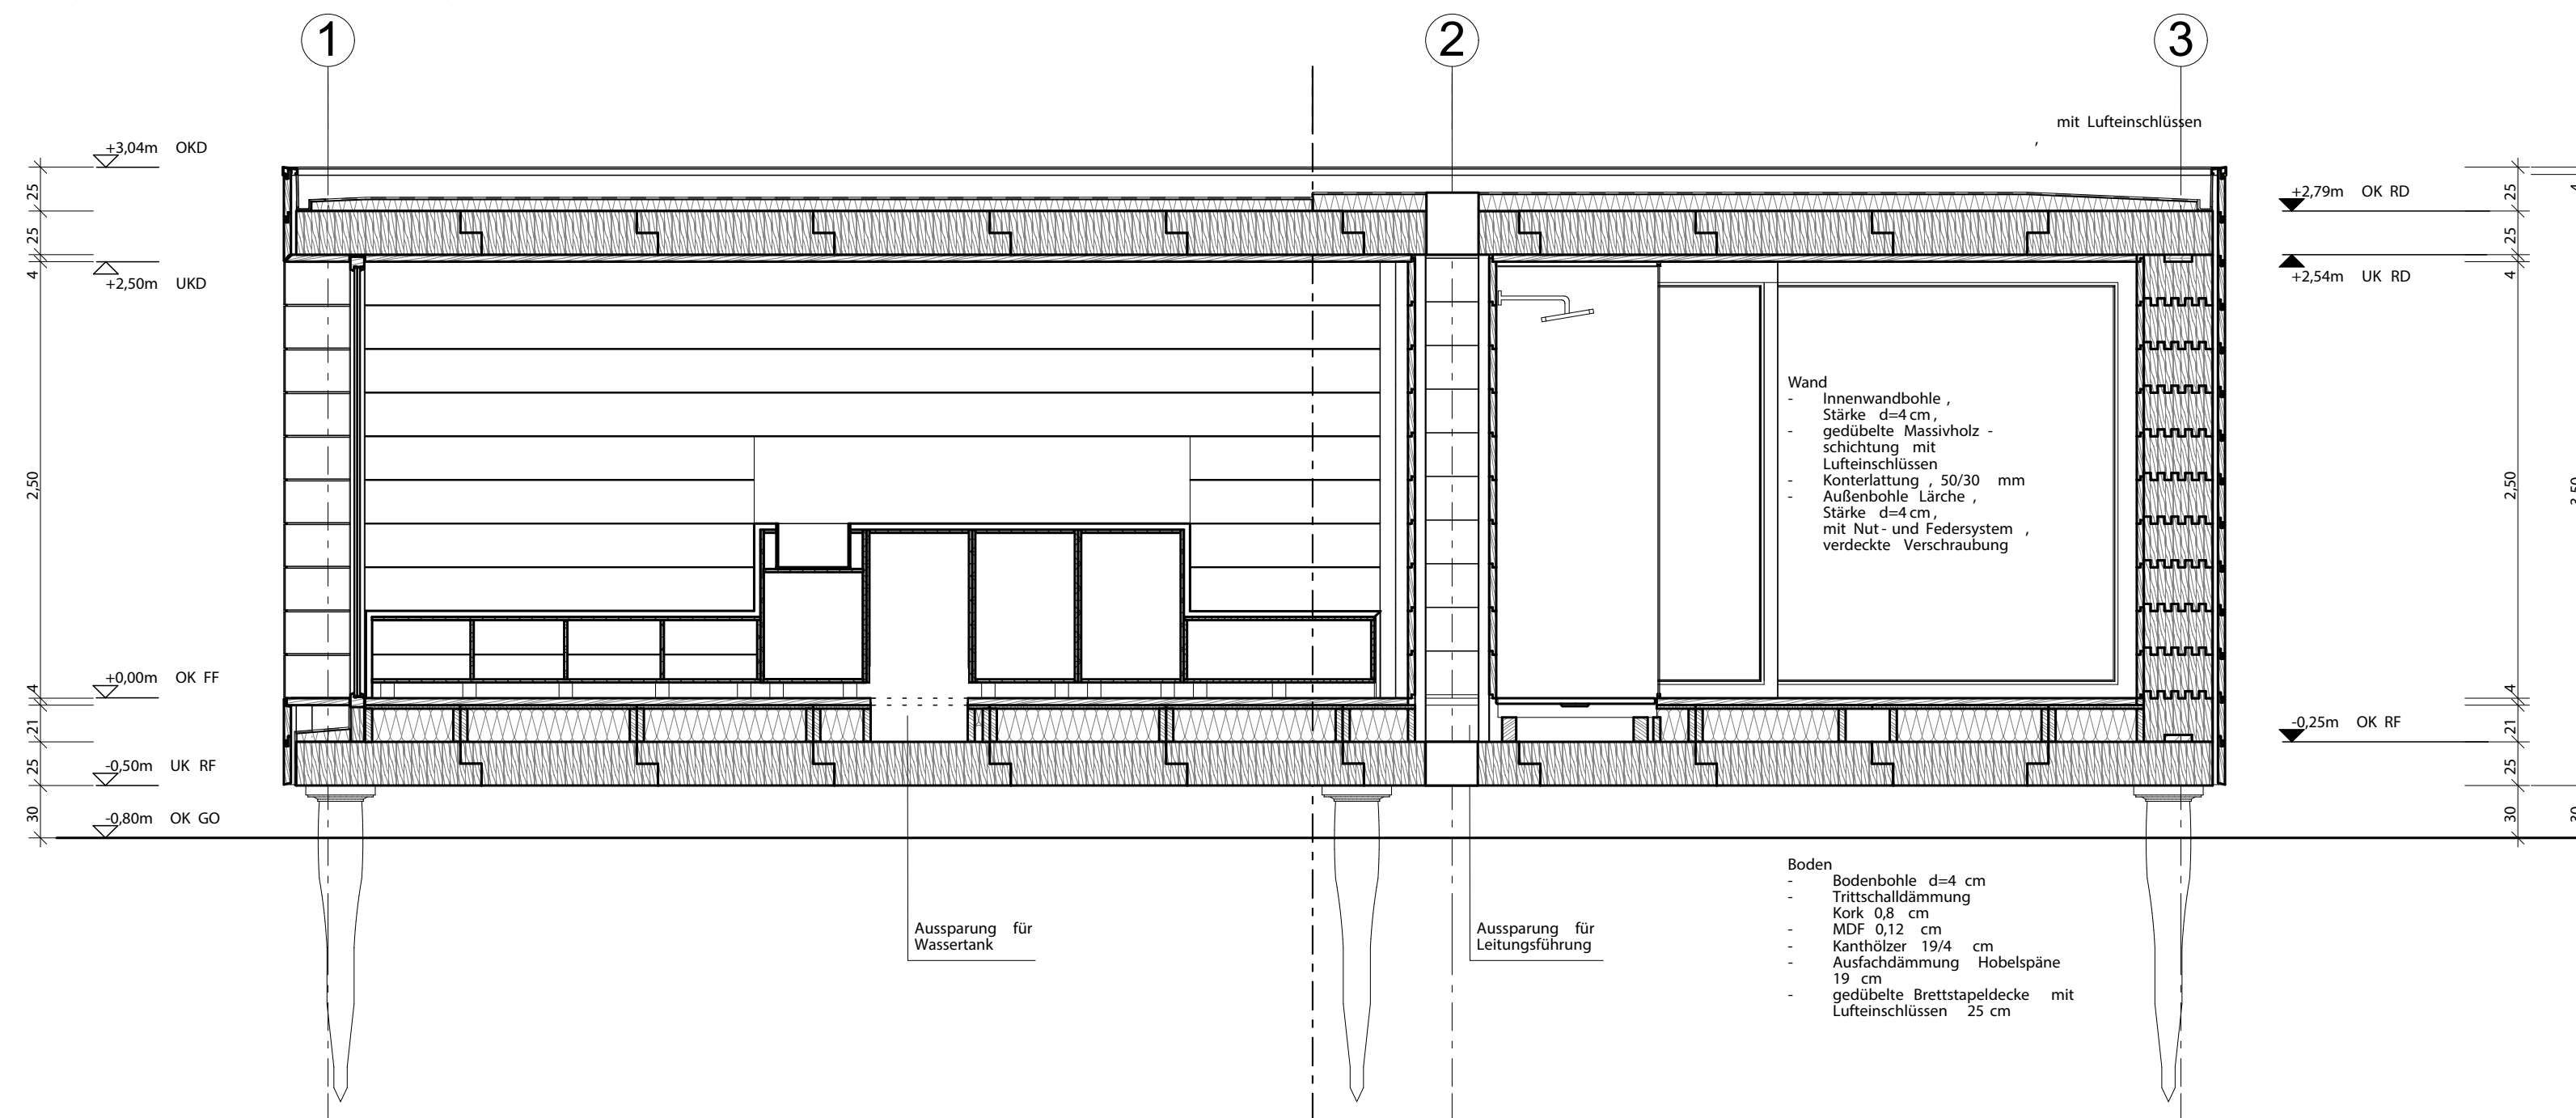 1
2
3
mit Lufteinschlüssen
,
+3,04m OKD
+2,50m UKD
+0,00m OK FF
-0,50m UK RF
-0,80m OK GO
25
25
4
2,50
4
21
25
30
Wand
- Innenwandbohle ,
Stärke d=4 cm ,
- gedübelte Massivholz -
schichtung mit
Lufteinschlüssen
- Konterlattung , 50/30 mm
- Außenbohle Lärche ,
Stärke d=4 cm ,
mit Nut - und Federsystem ,
verdeckte Verschraubung
+2,79m OK RD
+2,54m UK RD
-0,25m OK RF
25
25
4
2,50
4
21
25
30
Aussparung für
Wassertank
Aussparung für
Leitungsführung
Boden
- Bodenbohle d=4 cm
- Trittschalldämmung
Kork 0,8 cm
- MDF 0,12 cm
- Kanthölzer 19/4 cm
- Ausfachdämmung Hobelspäne
19 cm
- gedübelte Brettstapeldecke mit
Lufteinschlüssen 25 cm